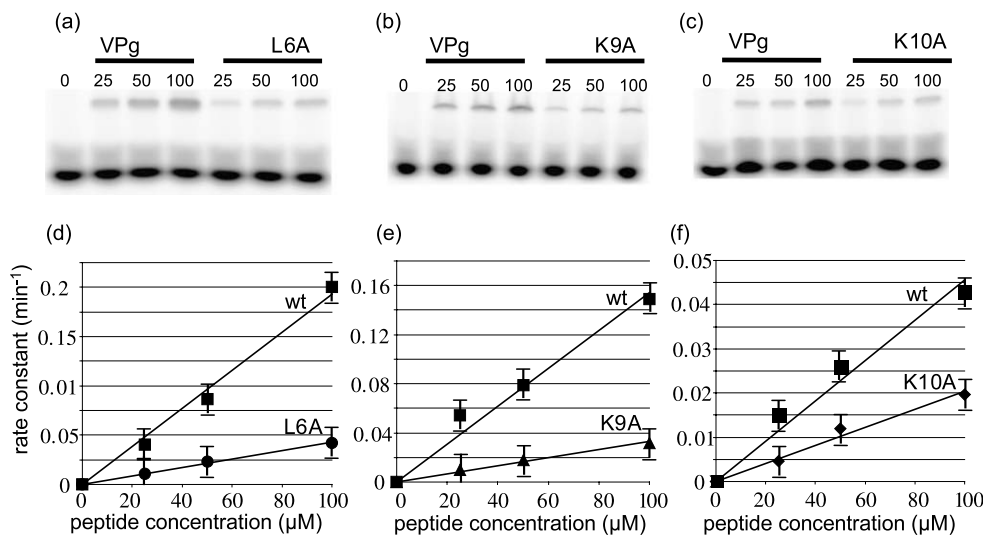 (a) (b) (c)
VPg L6A VPg K9A VPg K10A
0 25 50 100 25 50 100 0 25 50 100 25 50 100 0 25 50 100 25 50 100
(d) (e) (f)
rate constant (min-1)
0.2
0.15
0.01
0.05
0
wt
L6A
0 20 40 60 80 100
peptide concentration (µM)
0.16
0.12
0.08
0.04
0
wt
K9A
0 20 40 60 80 100
peptide concentration (µM)
0.05
0.04
0.03
0.02
0.01
0
wt
K10A
0 20 40 60 80 100
peptide concentration (µM)